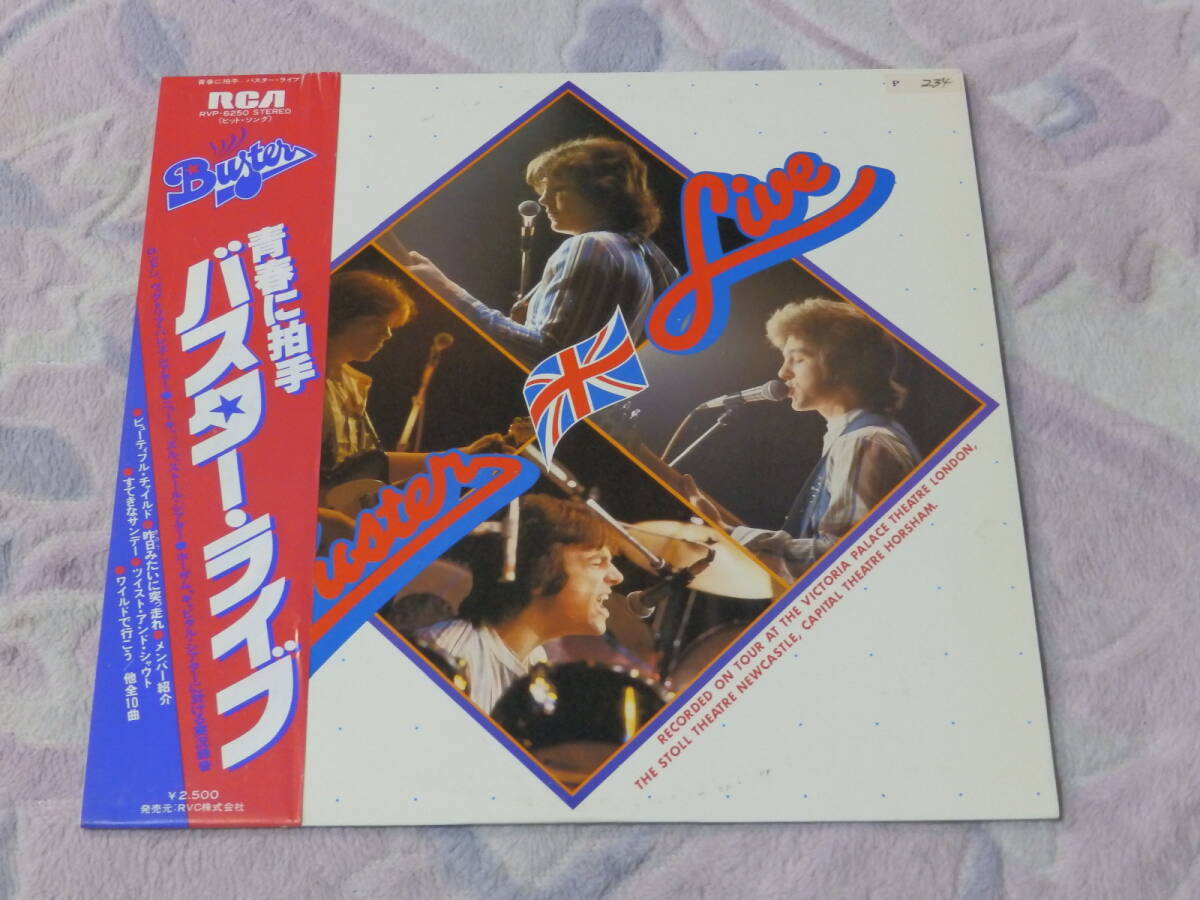 青春に拍手 バスター・ライブ
RCA
RVP-6250 STEREO
(ヒット・ソング)
Buster
青春に拍手
バスター・ライブ
●ビューティフル・チャイルド●昨日みたいに突っ走れ●メンバー紹介
●すてきなサンデー●ツイスト・アンド・シャウト
●ワイルドで行こう/他全10曲
￥2,500
発売元:RVC株式会社
P 234
Live
uster
RECORDED ON TOUR AT THE VICTORIA PALACE THEATRE LONDON,
THE STOLL THEATRE NEWCASTLE, CAPITAL THEATRE HORSHAM.